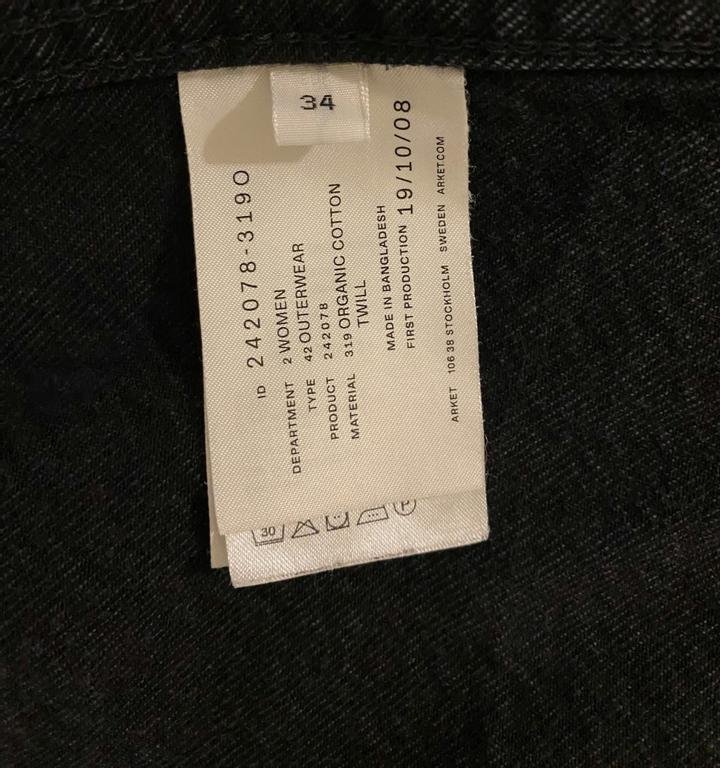 34
ID 242078-3190
DEPARTMENT 2 WOMEN
TYPE 42 OUTERWEAR
PRODUCT 242078
MATERIAL 319 ORGANIC COTTON
TWILL
MADE IN BANGLADESH
FIRST PRODUCTION 19/10/08
ARKET 106 38 STOCKHOLM SWEDEN ARKET.COM
30
P